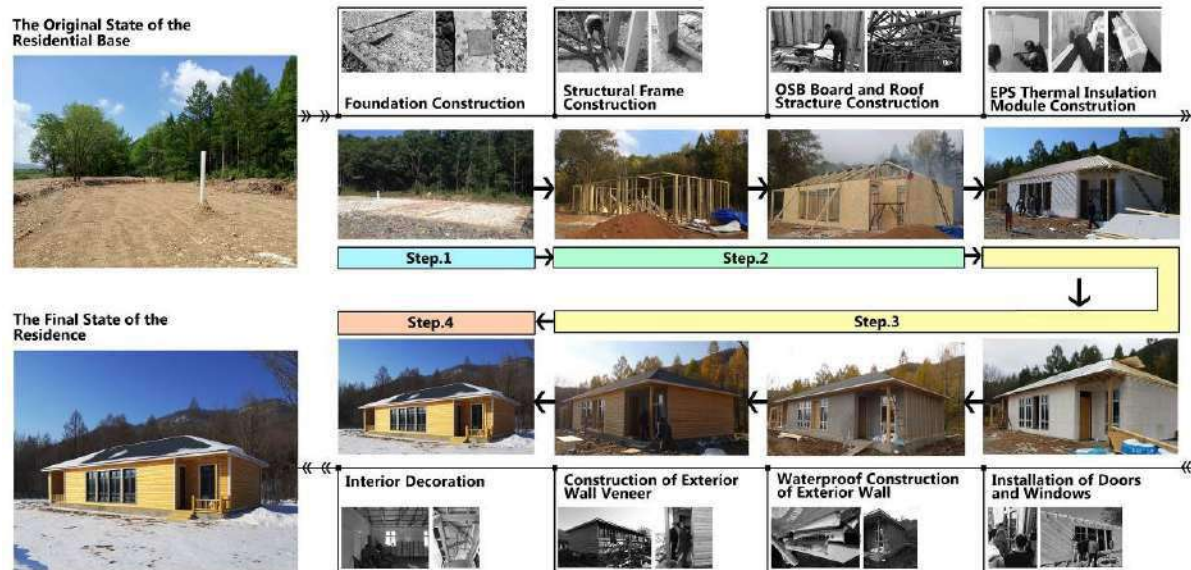 The Original State of the
Residential Base
Foundation Construction
Structural Frame
Construction
OSB Board and Roof
Stracture Construction
EPS Thermal Insulation
Module Constrution
Step.1
Step.2
Step.4
Step.3
The Final State of the
Residence
Interior Decoration
Construction of Exterior
Wall Veneer
Waterproof Construction
of Exterior Wall
Installation of Doors
and Windows